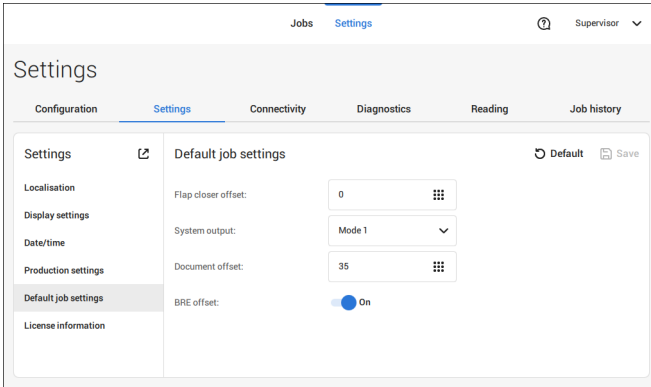 Jobs Settings Supervisor
Settings
Configuration Settings Connectivity Diagnostics Reading Job history
Settings Default job settings Default Save
Localisation
Flap closer offset: 0
Display settings
System output: Mode 1
Date/time
Production settings
Document offset: 35
Default job settings
BRE offset: On
License information